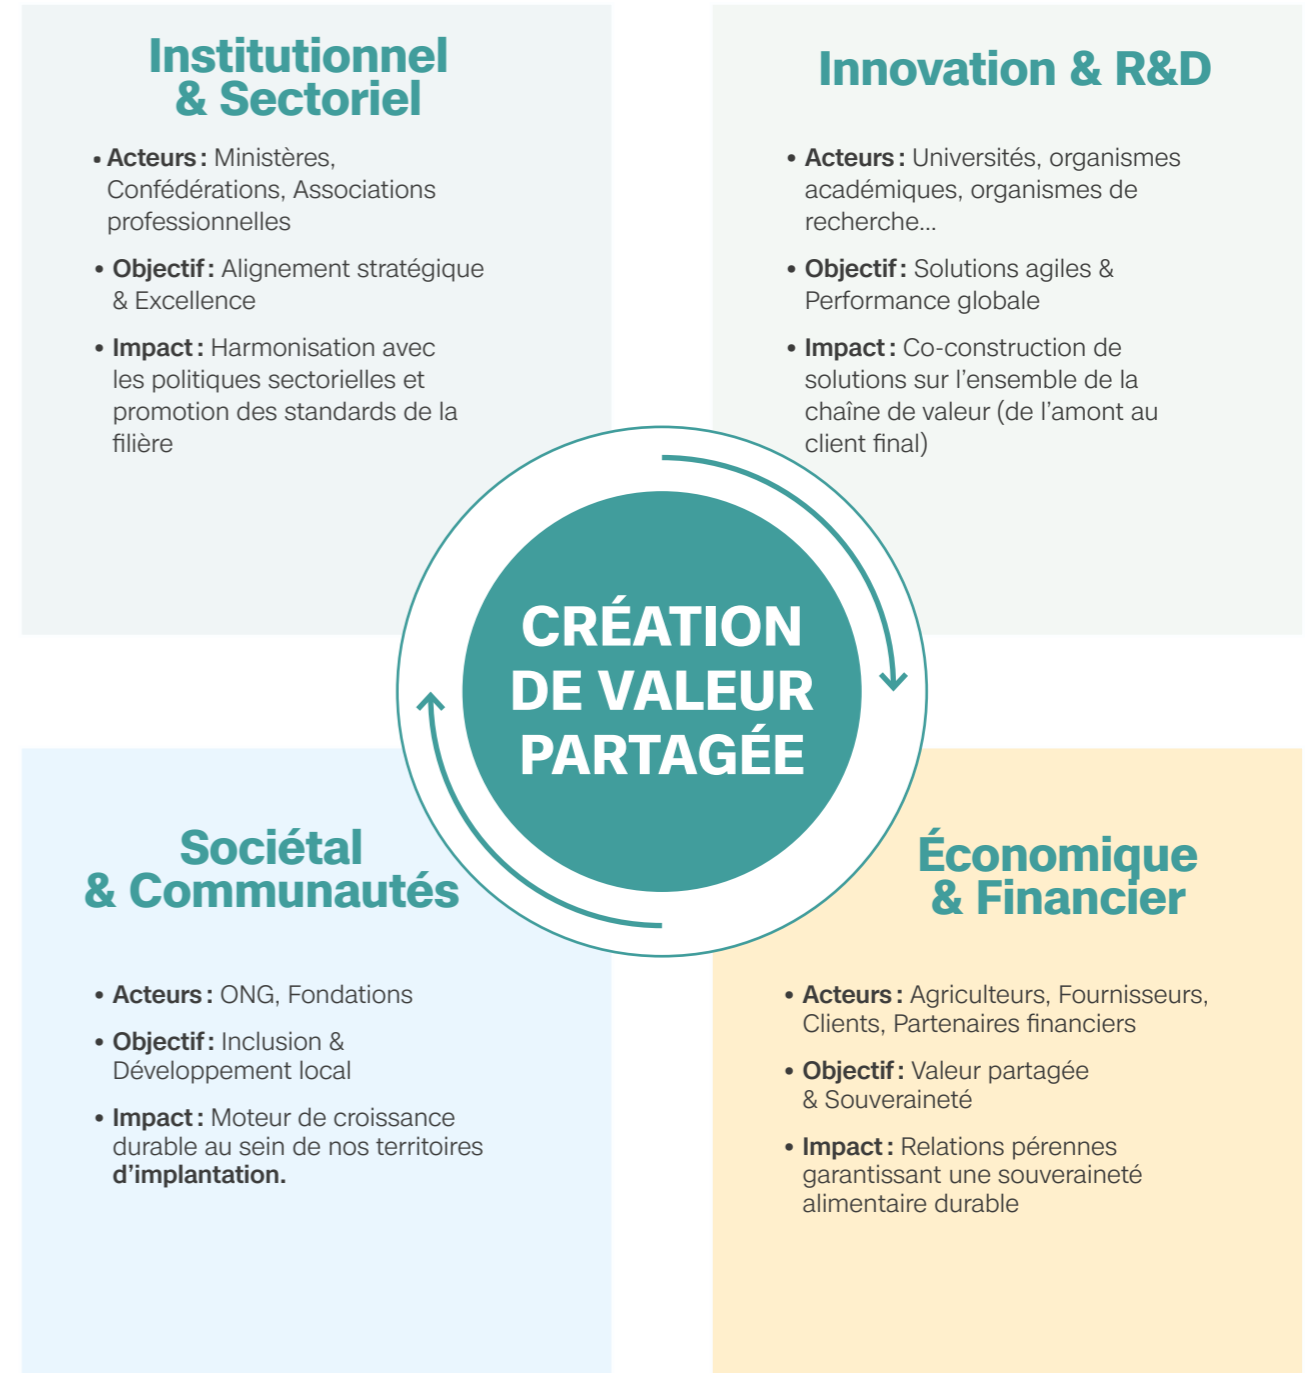 Institutionnel
& Sectoriel
• Acteurs : Ministères,
Confédérations, Associations
professionnelles
• Objectif : Alignement stratégique
& Excellence
• Impact : Harmonisation avec
les politiques sectorielles et
promotion des standards de la
filière
Innovation & R&D
• Acteurs : Universités, organismes
académiques, organismes de
recherche...
• Objectif : Solutions agiles &
Performance globale
• Impact : Co-construction de
solutions sur l'ensemble de la
chaîne de valeur (de l'amont au
client final)
CRÉATION
DE VALEUR
PARTAGÉE
Sociétal
& Communautés
• Acteurs : ONG, Fondations
• Objectif : Inclusion &
Développement local
• Impact : Moteur de croissance
durable au sein de nos territoires
d'implantation.
Économique
& Financier
• Acteurs : Agriculteurs, Fournisseurs,
Clients, Partenaires financiers
• Objectif : Valeur partagée
& Souveraineté
• Impact : Relations pérennes
garantissant une souveraineté
alimentaire durable